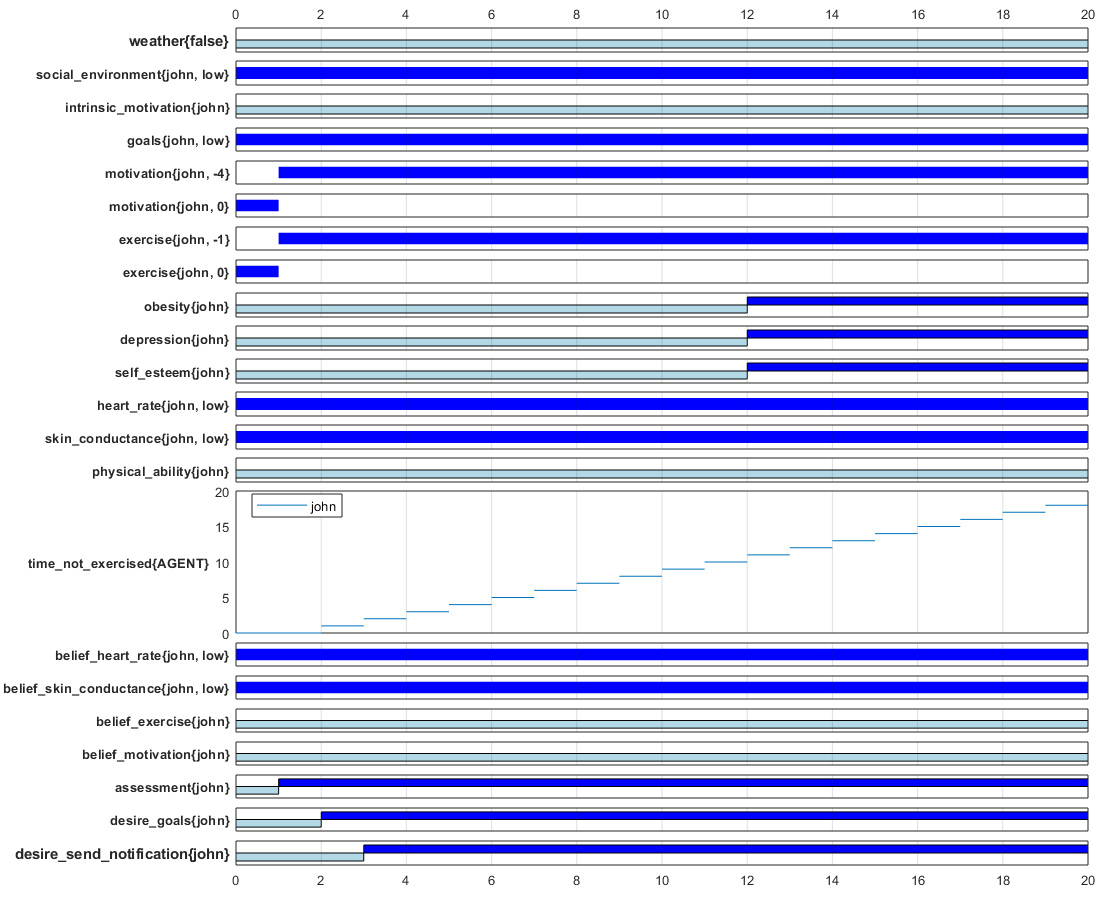 0 2 4 6 8 10 12 14 16 18 20
weather{false}
social_environment{john, low}
intrinsic_motivation{john}
goals{john, low}
motivation{john, -4}
motivation{john, 0}
exercise{john, -1}
exercise{john, 0}
obesity{john}
depression{john}
self_esteem{john}
heart_rate{john, low}
skin_conductance{john, low}
physical_ability{john}
20
john
15
time_not_exercised{AGENT} 10
5
0
belief_heart_rate{john, low}
belief_skin_conductance{john, low}
belief_exercise{john}
belief_motivation{john}
assessment{john}
desire_goals{john}
desire_send_notification{john}
0 2 4 6 8 10 12 14 16 18 20